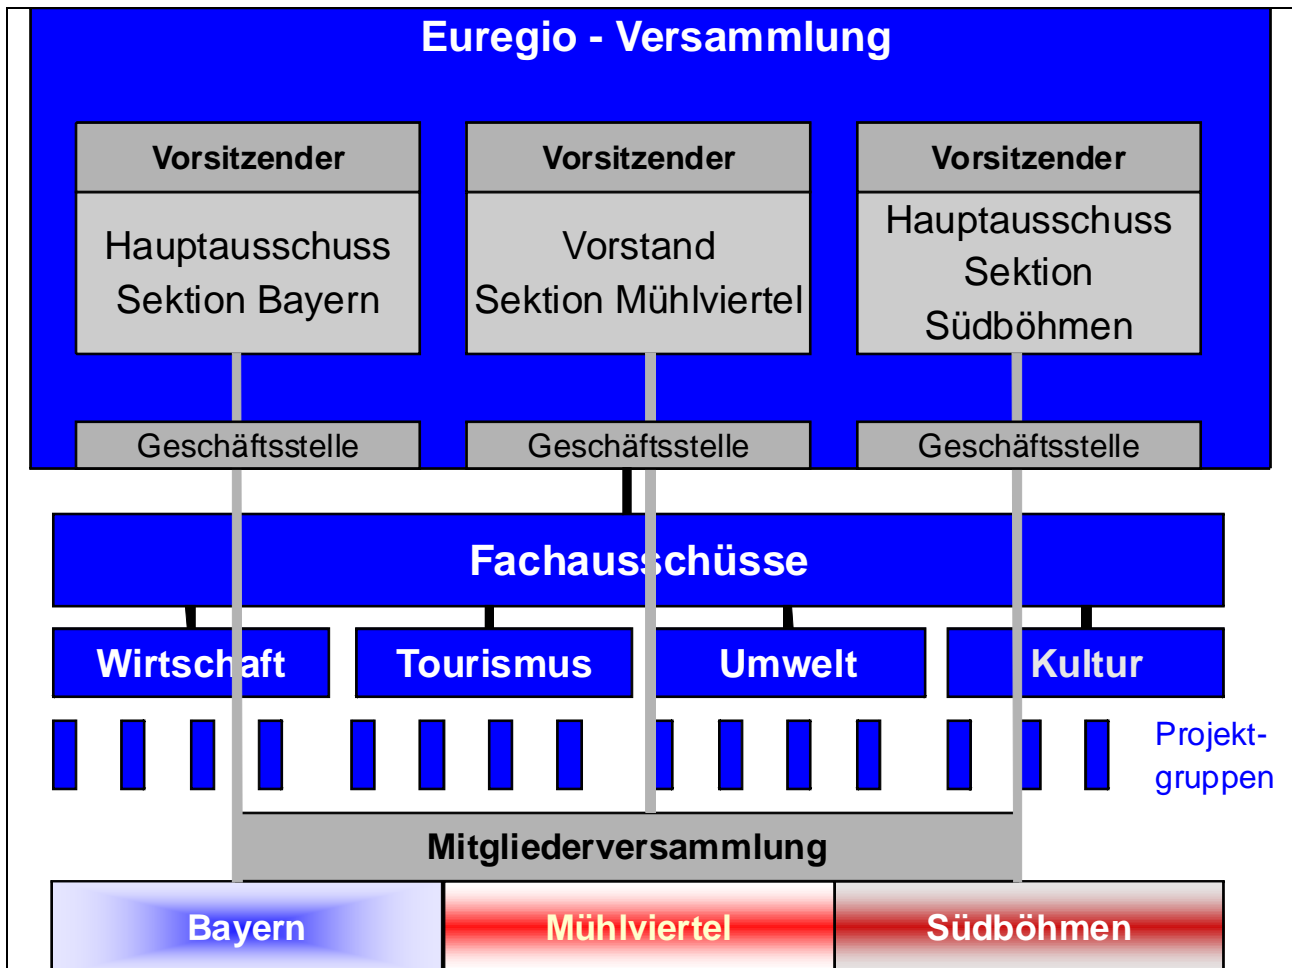 Euregio - Versammlung
Vorsitzender
Hauptausschuss
Sektion Bayern
Vorsitzender
Vorstand
Sektion Mühlviertel
Vorsitzender
Hauptausschuss
Sektion
Südböhmen
Geschäftsstelle
Geschäftsstelle
Geschäftsstelle
Fachausschüsse
Wirtschaft
Tourismus
Umwelt
Kultur
Projekt-
gruppen
Mitgliederversammlung
Bayern
Mühlviertel
Südböhmen